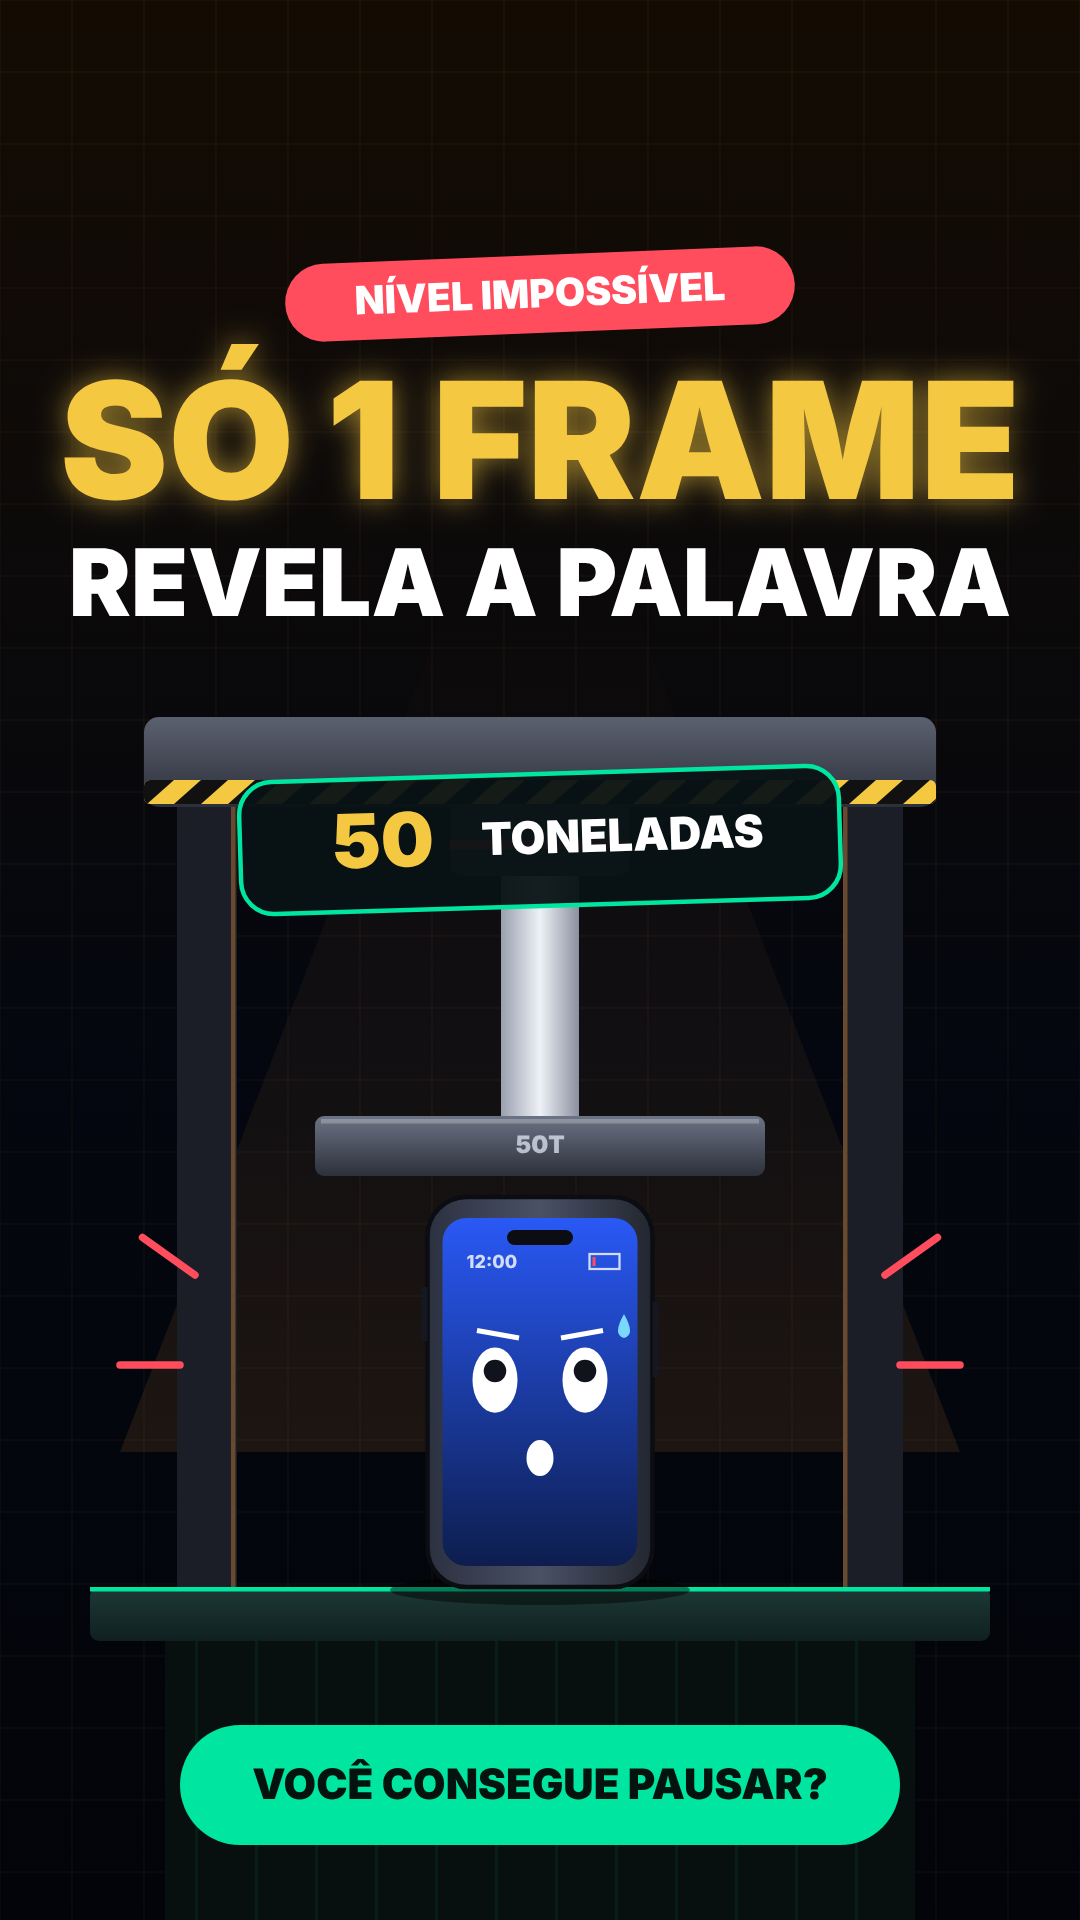 NÍVEL IMPOSSÍVEL
SÓ 1 FRAME
REVELA A PALAVRA
50 TONELADAS
50T
12:00
VOCÊ CONSEGUE PAUSAR?